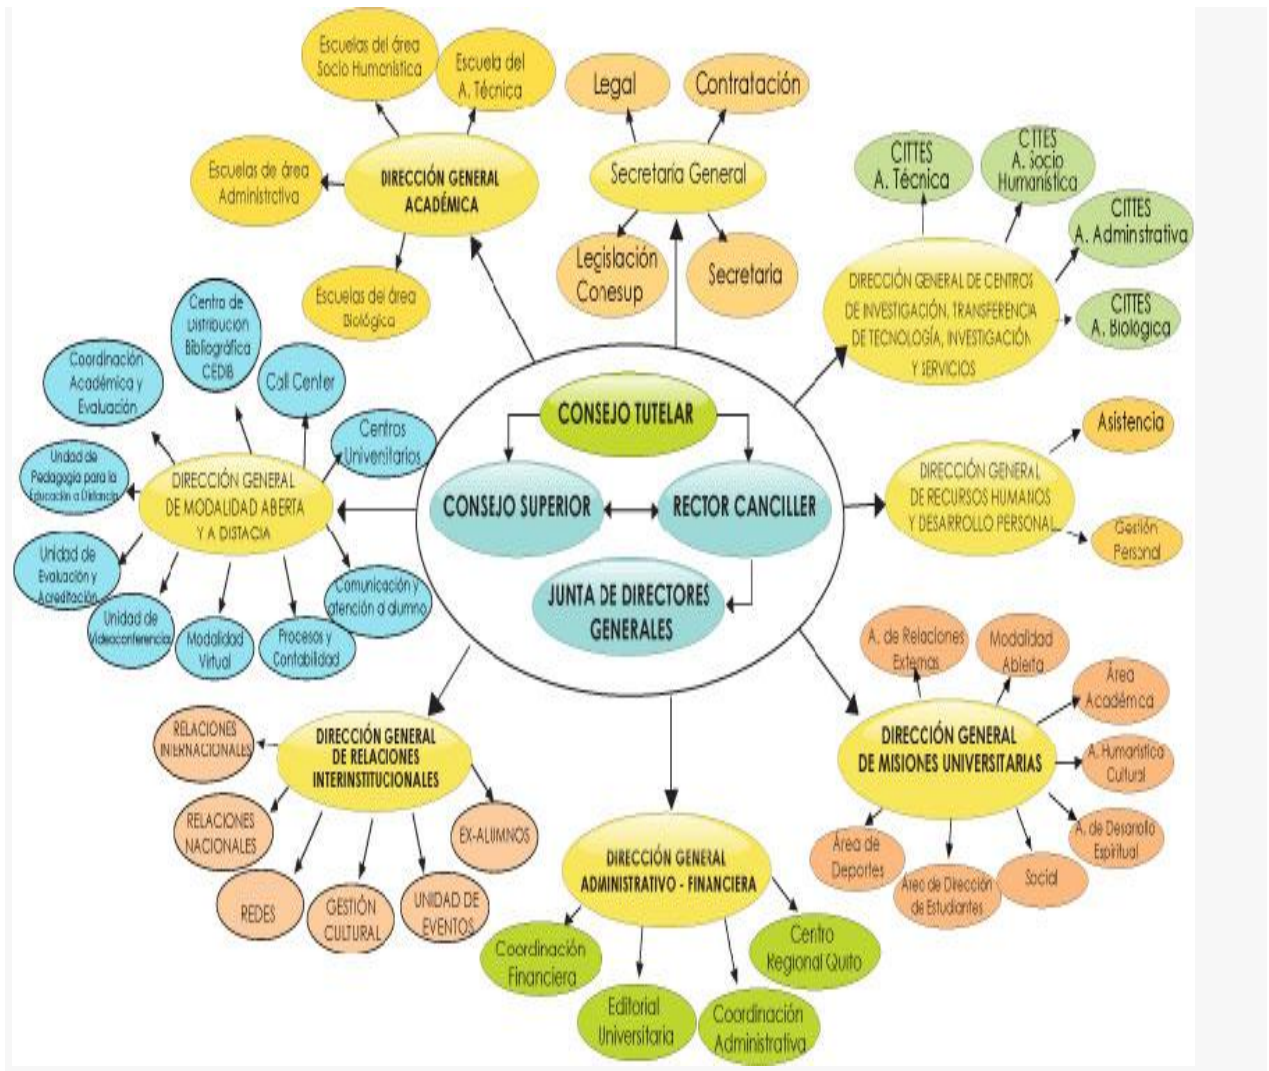 Escuelas del área
Socio Humanística
Escuela del
A. Técnica
Escuelas de área
Administrctiva
DIRECCIÓN GENERAL
ACADÉMICA
Escuelas del área
Biológica
Legal
Contratación
Secretaría General
Legislación
Conesup
Secretaria
CITTES
A. Técnica
CITTES
A. Socio
Humanística
CITTES
A. Adminstrativa
CITTES
A. Biológica
DIRECCIÓN GENERAL DE CENTROS
DE INVESTIGACIÓN, TRANSFERENCIA
DE TECNOLOGÍA, INVESTIGACIÓN
Y SERVICIOS
Centro de
Distribución
Bibliográfica
CEDIB
Coordinación
Académica y
Evaluación
Call Center
Centros
Universitarios
Unidad de
Pedagogía para la
Educación a Distancia
DIRECCIÓN GENERAL
DE MODALIDAD ABIERTA
Y A DISTACIA
Unidad de
Evaluación y
Acreditación
Unidad de
Videoconferencias
Modalidad
Virtual
Procesos y
Contabilidad
Comunicación y
atención al alumno
CONSEJO TUTELAR
CONSEJO SUPERIOR
RECTOR CANCILLER
JUNTA DE DIRECTORES
GENERALES
Asistencia
DIRECCIÓN GENERAL
DE RECURSOS HUMANOS
Y DESARROLLO PERSONAL
Gestión
Personal
A. de Relaciones
Externas
Modalidad
Abierta
Área
Académca
DIRECCIÓN GENERAL
DE MISIONES UNIVERSITARIAS
A. Humanística
Cultural
A. de Desarollo
Espiritual
Social
Área de Dirección
de Estudiantes
Área de
Deportes
RELACIONES
INTERNACIONALES
DIRECCIÓN GENERAL
DE RELACIONES
INTERINSTITUCIONALES
RELACIONES
NACIONALES
REDES
GESTIÓN
CULTURAL
UNIDAD DE
EVENTOS
EX-ALUMNOS
DIRECCIÓN GENERAL
ADMINISTRATIVO - FINANCIERA
Coordinación
Financiera
Editorial
Universitaria
Coordinación
Administrativa
Centro
Regional Quito